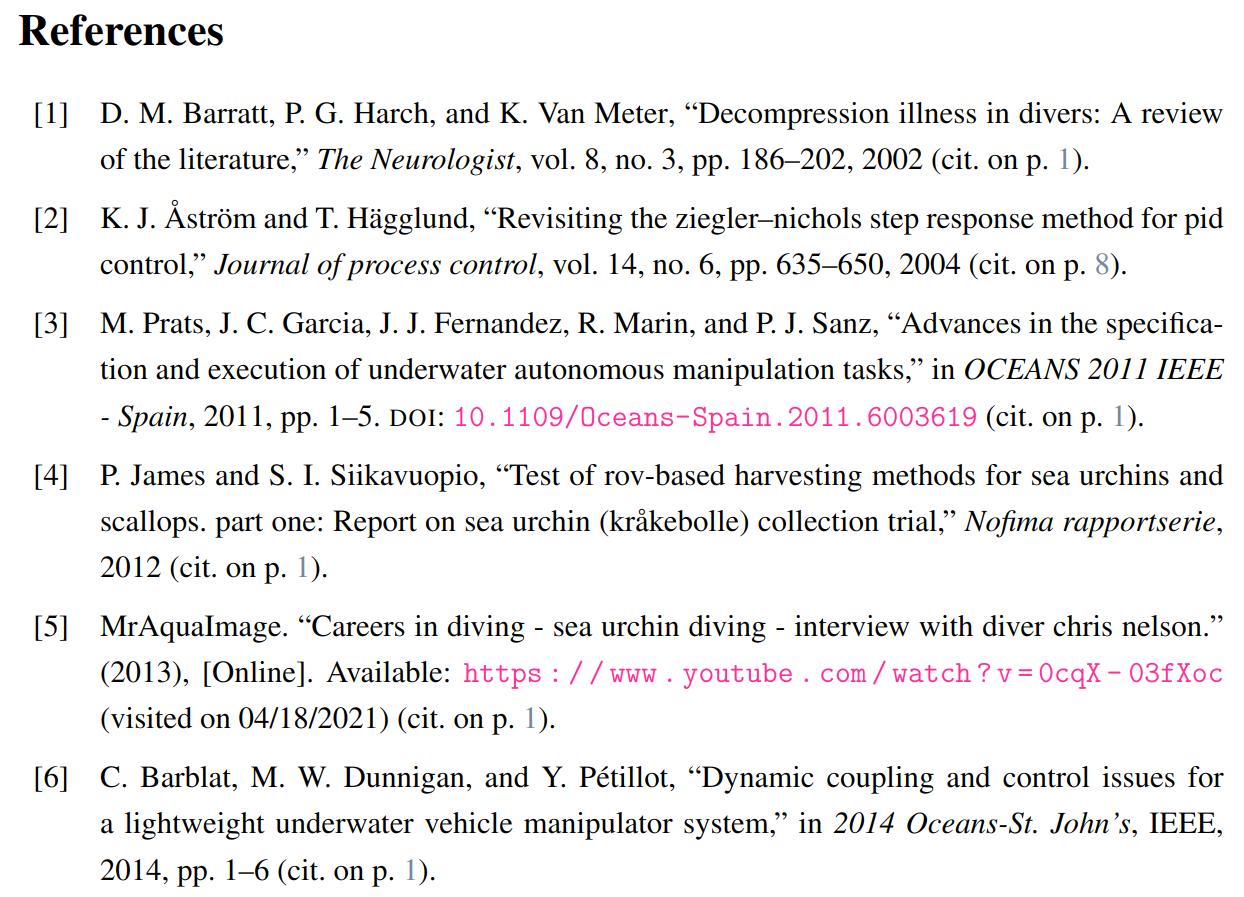 References
[1] D. M. Barratt, P. G. Harch, and K. Van Meter, “Decompression illness in divers: A review
of the literature,” The Neurologist, vol. 8, no. 3, pp. 186–202, 2002 (cit. on p. 1).
[2] K. J. Åström and T. Hägglund, “Revisiting the ziegler–nichols step response method for pid
control,” Journal of process control, vol. 14, no. 6, pp. 635–650, 2004 (cit. on p. 8).
[3] M. Prats, J. C. Garcia, J. J. Fernandez, R. Marin, and P. J. Sanz, “Advances in the specifica-
tion and execution of underwater autonomous manipulation tasks,” in OCEANS 2011 IEEE
- Spain, 2011, pp. 1–5. DOI: 10.1109/Oceans-Spain.2011.6003619 (cit. on p. 1).
[4] P. James and S. I. Siikavuopio, “Test of rov-based harvesting methods for sea urchins and
scallops. part one: Report on sea urchin (kråkebolle) collection trial,” Nofima rapportserie,
2012 (cit. on p. 1).
[5] MrAquaImage. “Careers in diving - sea urchin diving - interview with diver chris nelson.”
(2013), [Online]. Available: https://www.youtube.com/watch?v=0cqX-03fXoc
(visited on 04/18/2021) (cit. on p. 1).
[6] C. Barblat, M. W. Dunnigan, and Y. Pétillot, “Dynamic coupling and control issues for
a lightweight underwater vehicle manipulator system,” in 2014 Oceans-St. John’s, IEEE,
2014, pp. 1–6 (cit. on p. 1).